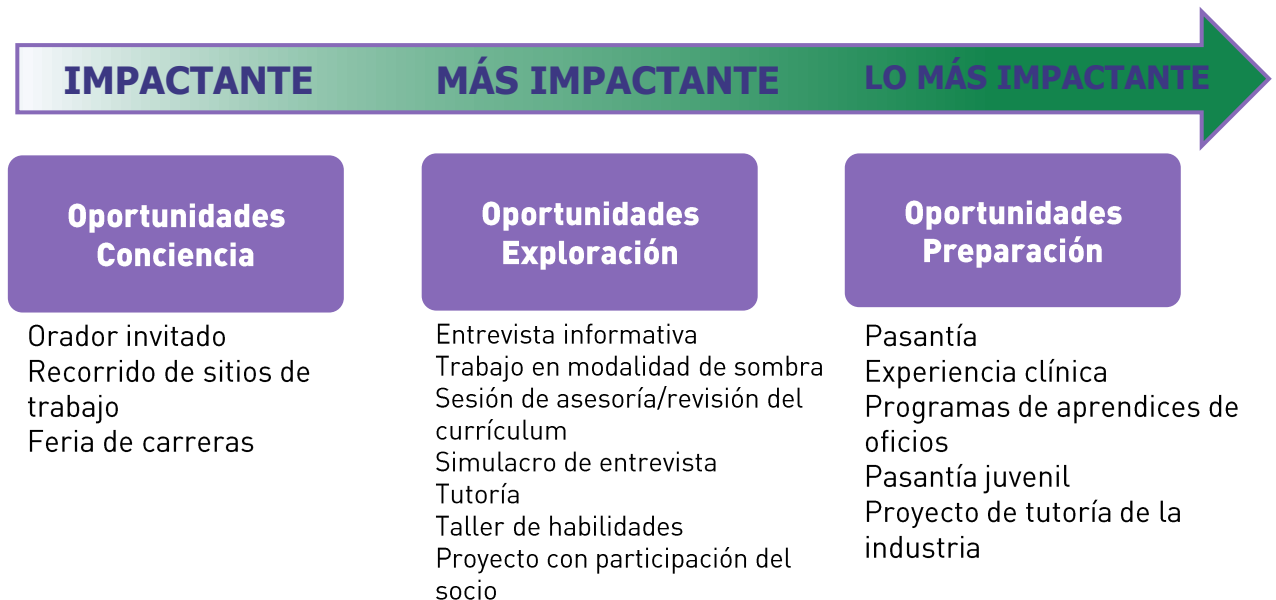 IMPACTANTE
MÁS IMPACTANTE
LO MÁS IMPACTANTE
Oportunidades
Conciencia
Orador invitado
Recorrido de sitios de
trabajo
Feria de carreras
Oportunidades
Exploración
Entrevista informativa
Trabajo en modalidad de sombra
Sesión de asesoría/revisión del
currículum
Simulacro de entrevista
Tutoría
Taller de habilidades
Proyecto con participación del
socio
Oportunidades
Preparación
Pasantía
Experiencia clínica
Programas de aprendices de
oficios
Pasantía juvenil
Proyecto de tutoría de la
industria